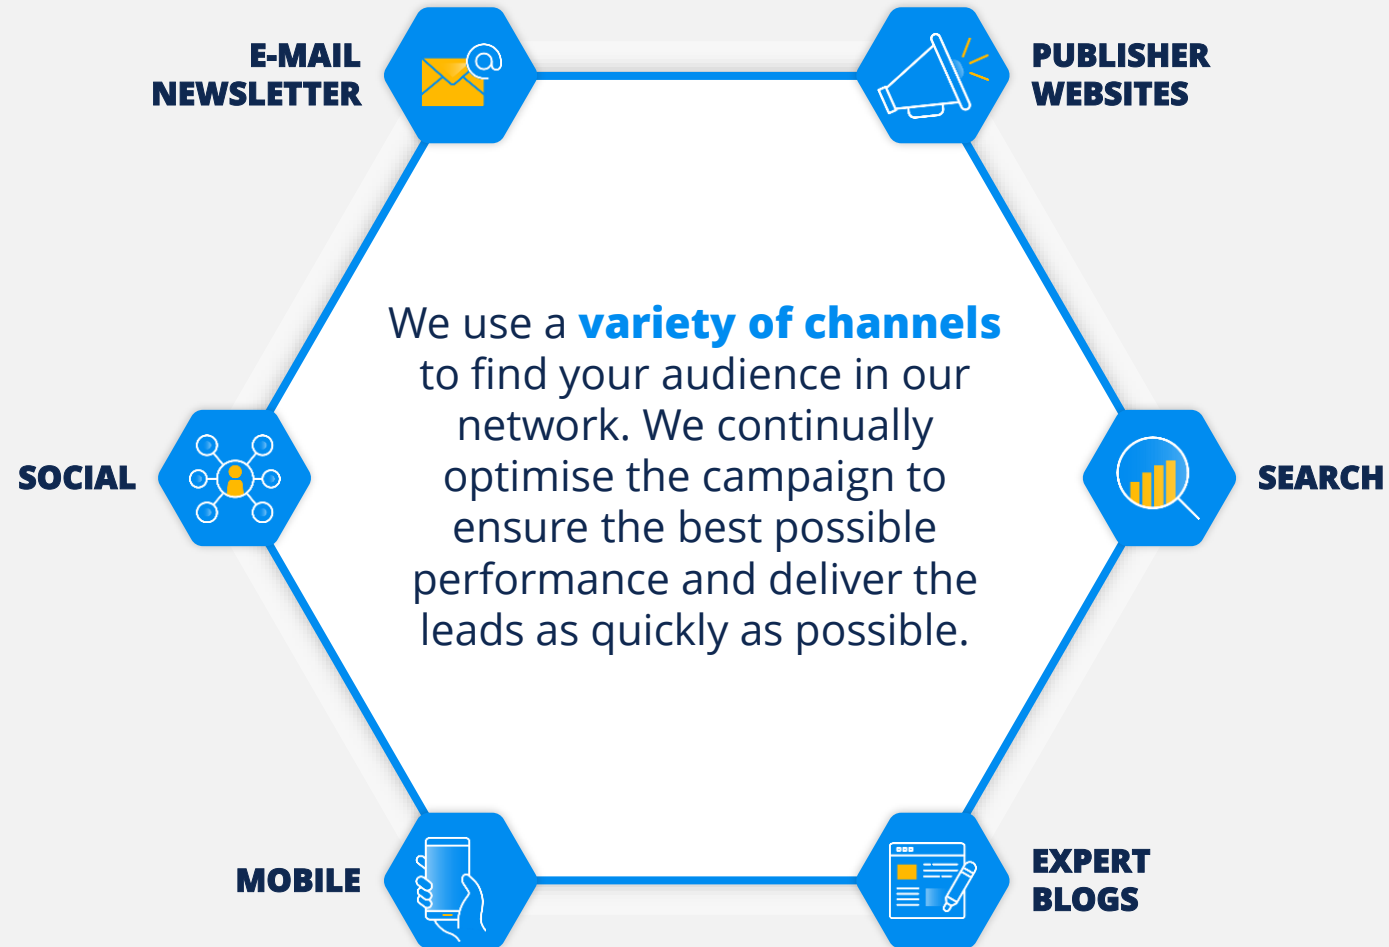 E-MAIL
NEWSLETTER
PUBLISHER
WEBSITES
We use a variety of channels
to find your audience in our
network. We continually
optimise the campaign to
ensure the best possible
performance and deliver the
leads as quickly as possible.
SOCIAL
SEARCH
MOBILE
EXPERT
BLOGS